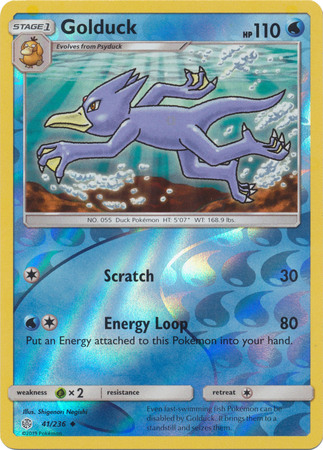 STAGE 1 Golduck HP 110
Evolves from Psyduck
NO. 055 Duck Pokémon HT: 5'07" WT: 168.9 lbs.
Scratch 30
Energy Loop 80
Put an Energy attached to this Pokémon into your hand.
weakness ×2 resistance retreat
Illus. Shigenori Negishi
41/236
©2019 Pokémon
Even fast-swimming fish Pokémon can be
disabled by Golduck. It brings them to a
standstill and seizes them.